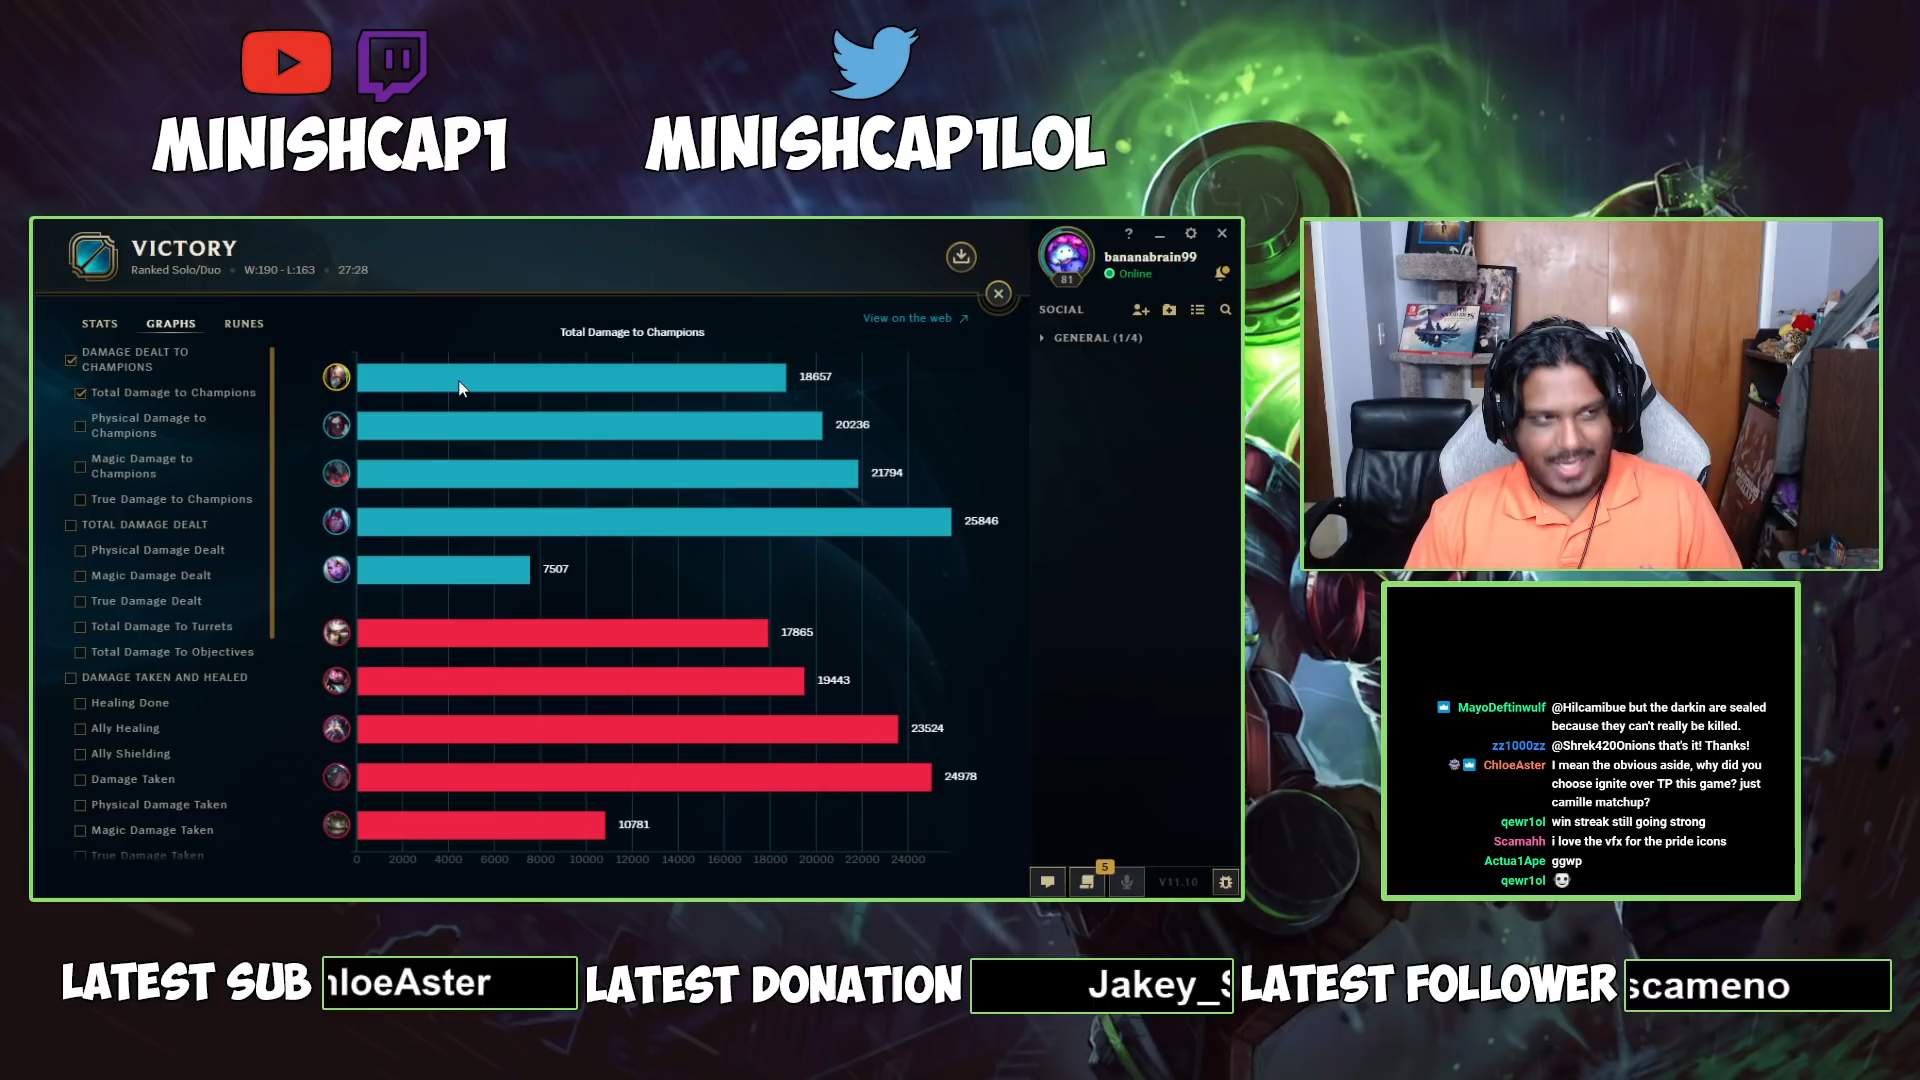 MINISHCAP1
MINISHCAP1LOL
VICTORY
Ranked Solo/Duo • W:190 - L:163 • 27:28
bananabrain99
Online
81
SOCIAL
GENERAL (1/4)
STATS GRAPHS RUNES
View on the web
Total Damage to Champions
DAMAGE DEALT TO
CHAMPIONS
Total Damage to Champions
Physical Damage to
Champions
Magic Damage to
Champions
True Damage to Champions
TOTAL DAMAGE DEALT
Physical Damage Dealt
Magic Damage Dealt
True Damage Dealt
Total Damage To Turrets
Total Damage To Objectives
DAMAGE TAKEN AND HEALED
Healing Done
Ally Healing
Ally Shielding
Damage Taken
Physical Damage Taken
Magic Damage Taken
True Damage Taken
18657
20236
21794
25846
7507
17865
19443
23524
24978
10781
0 2000 4000 6000 8000 10000 12000 14000 16000 18000 20000 22000 24000
5
V11.10
MayoDeftinwulf @Hilcamibue but the darkin are sealed
because they can't really be killed.
zz1000zz @Shrek420Onions that's it! Thanks!
ChloeAster I mean the obvious aside, why did you
choose ignite over TP this game? just
camille matchup?
qewr1ol win streak still going strong
Scamahh i love the vfx for the pride icons
Actua1Ape ggwp
qewr1ol
LATEST SUB hloeAster LATEST DONATION Jakey_S LATEST FOLLOWER scameno